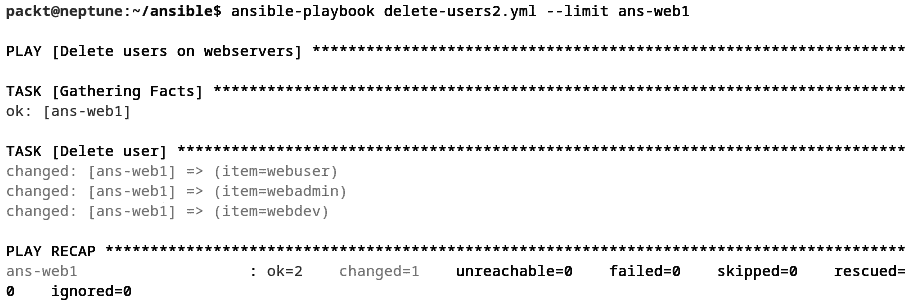 packt@neptune:~/ansible$ ansible-playbook delete-users2.yml --limit ans-web1
PLAY [Delete users on webservers] ******************************************************************
TASK [Gathering Facts] *****************************************************************************
ok: [ans-web1]
TASK [Delete user] *********************************************************************************
changed: [ans-web1] => (item=webuser)
changed: [ans-web1] => (item=webadmin)
changed: [ans-web1] => (item=webdev)
PLAY RECAP *****************************************************************************************
ans-web1                   : ok=2    changed=1    unreachable=0    failed=0    skipped=0    rescued=
0    ignored=0